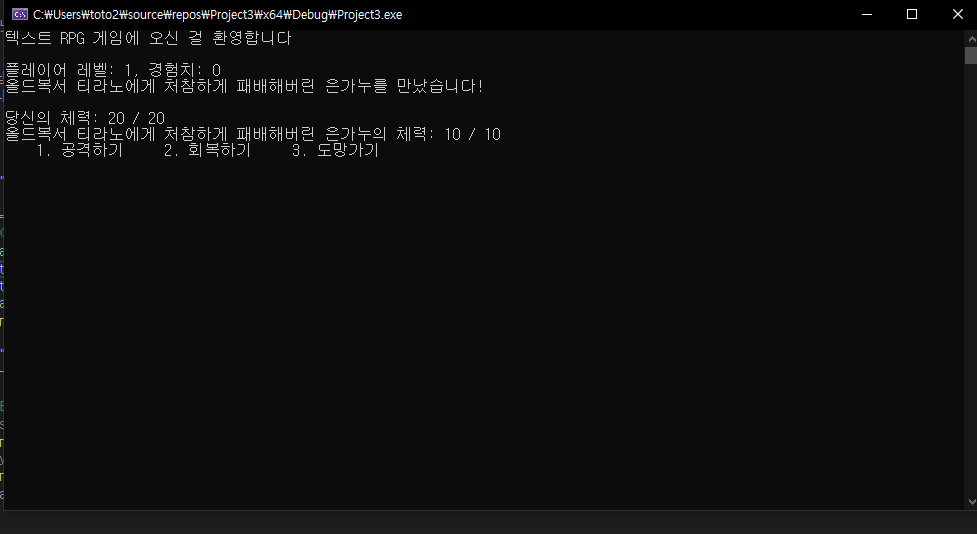 C:\Users\toto2\source\repos\Project3\x64\Debug\Project3.exe
텍스트 RPG 게임에 오신 걸 환영합니다
플레이어 레벨: 1, 경험치: 0
올드복서 티라노에게 처참하게 패배해버린 은가누를 만났습니다!
당신의 체력: 20 / 20
올드복서 티라노에게 처참하게 패배해버린 은가누의 체력: 10 / 10
1. 공격하기 2. 회복하기 3. 도망가기